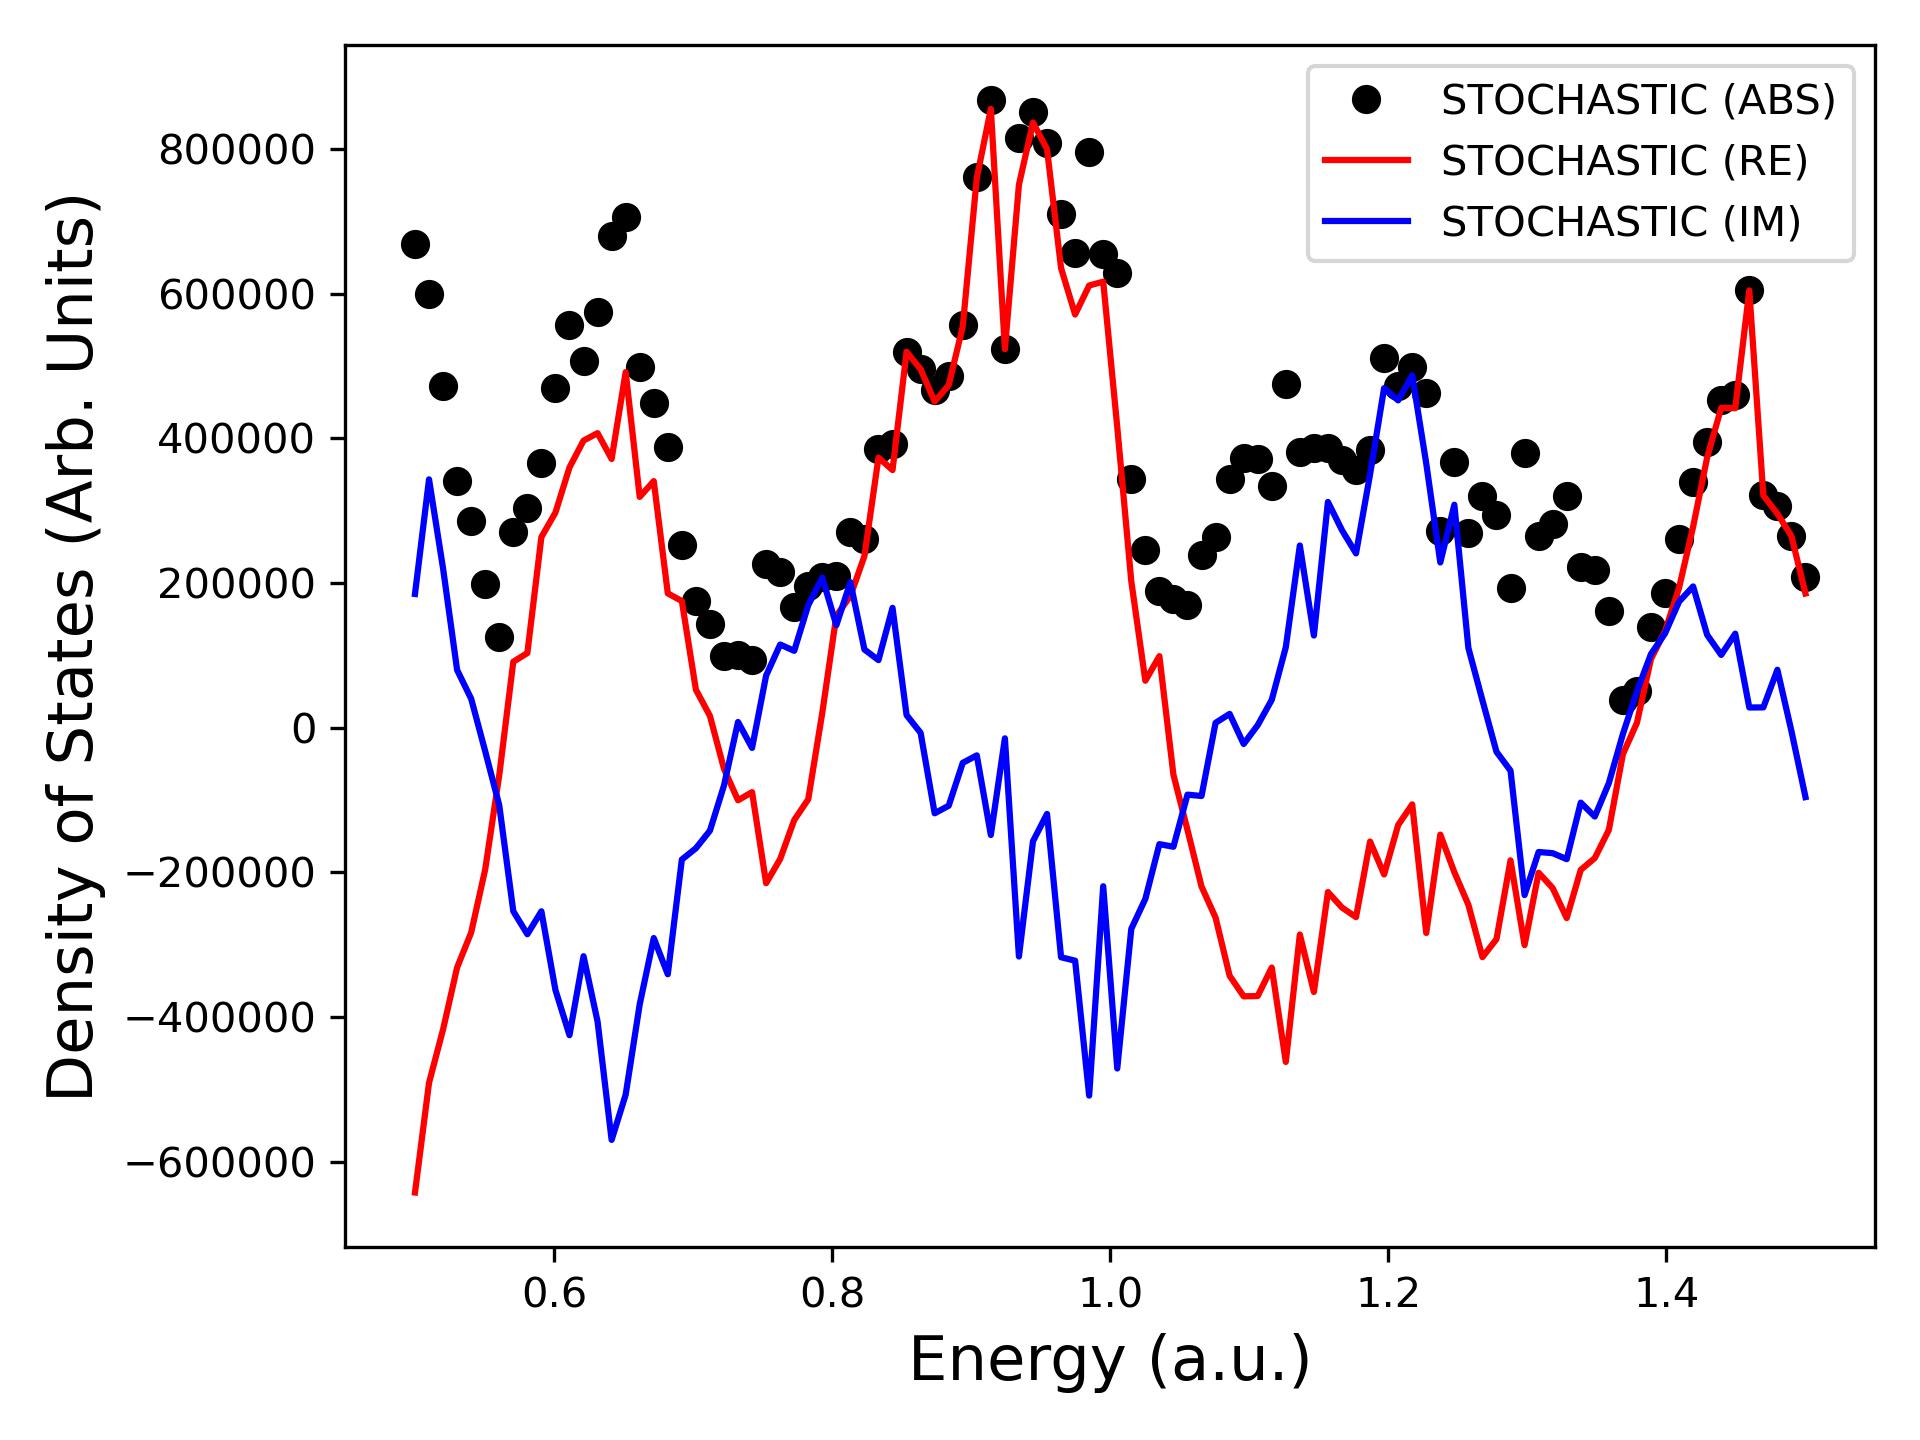 STOCHASTIC (ABS)
STOCHASTIC (RE)
STOCHASTIC (IM)
Density of States (Arb. Units)
800000
600000
400000
200000
0
−200000
−400000
−600000
0.6
0.8
1.0
1.2
1.4
Energy (a.u.)